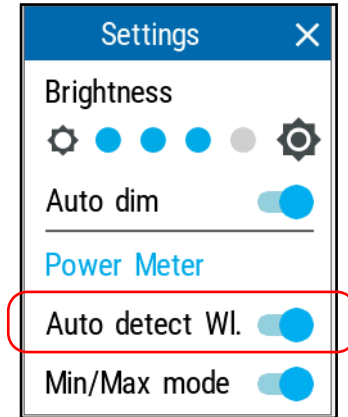 Settings
Brightness
Auto dim
Power Meter
Auto detect Wl.
Min/Max mode